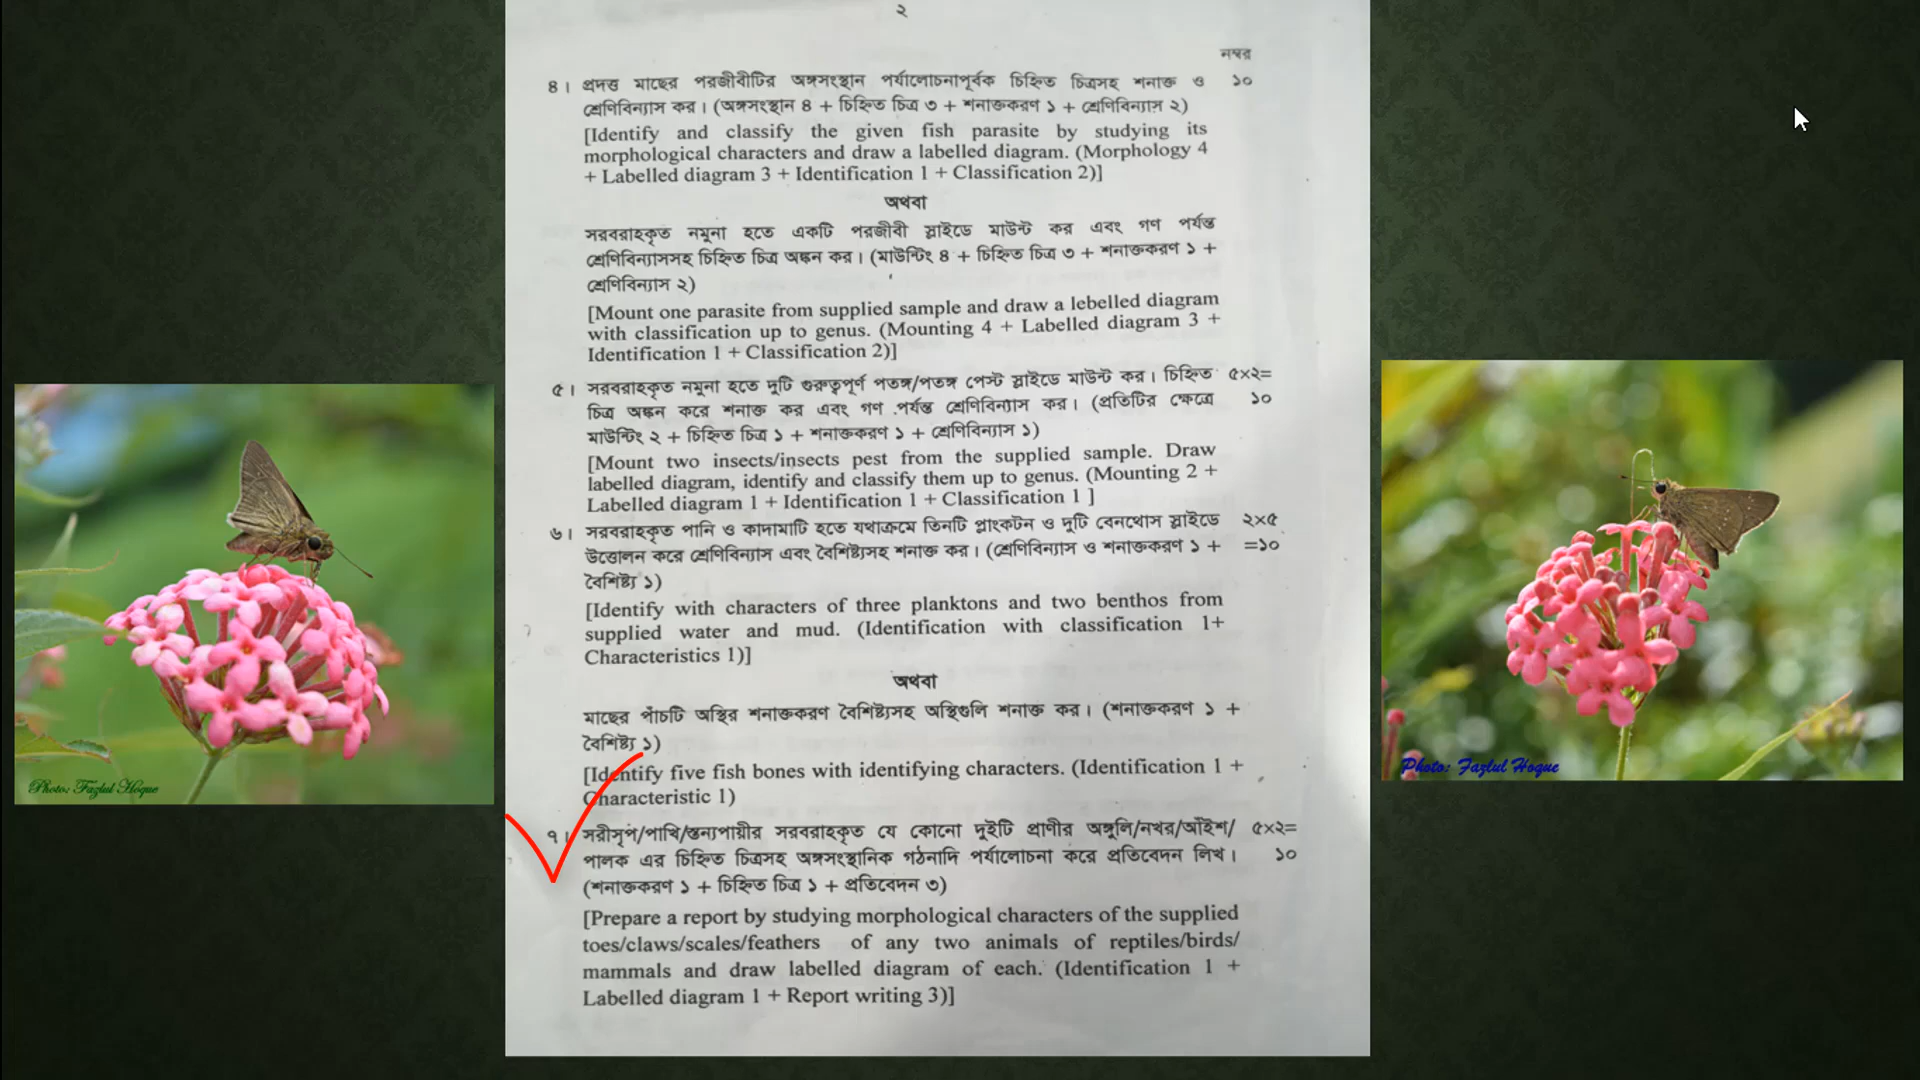 ২
নম্বর
৪। প্রদত্ত মাছের পরজীবীটির অঙ্গসংস্থান পর্যালোচনাপূর্বক চিহ্নিত চিত্রসহ শনাক্ত ও ১০
শ্রেণিবিন্যাস কর। (অঙ্গসংস্থান ৪ + চিহ্নিত চিত্র ৩ + শনাক্তকরণ ১ + শ্রেণিবিন্যাস ২)
[Identify and classify the given fish parasite by studying its
morphological characters and draw a labelled diagram. (Morphology 4
+ Labelled diagram 3 + Identification 1 + Classification 2)]
অথবা
সরবরাহকৃত নমুনা হতে একটি পরজীবী স্লাইডে মাউন্ট কর এবং গণ পর্যন্ত
শ্রেণিবিন্যাসসহ চিহ্নিত চিত্র অঙ্কন কর। (মাউন্টিং ৪ + চিহ্নিত চিত্র ৩ + শনাক্তকরণ ১ +
শ্রেণিবিন্যাস ২)
[Mount one parasite from supplied sample and draw a lebelled diagram
with classification up to genus. (Mounting 4 + Labelled diagram 3 +
Identification 1 + Classification 2)]
৫। সরবরাহকৃত নমুনা হতে দুটি গুরুত্বপূর্ণ পতঙ্গ/পতঙ্গ পেস্ট স্লাইডে মাউন্ট কর। চিহ্নিত ৫×২=
চিত্র অঙ্কন করে শনাক্ত কর এবং গণ পর্যন্ত শ্রেণিবিন্যাস কর। (প্রতিটির ক্ষেত্রে ১০
মাউন্টিং ২ + চিহ্নিত চিত্র ১ + শনাক্তকরণ ১ + শ্রেণিবিন্যাস ১)
[Mount two insects/insects pest from the supplied sample. Draw
labelled diagram, identify and classify them up to genus. (Mounting 2 +
Labelled diagram 1 + Identification 1 + Classification 1 ]
৬। সরবরাহকৃত পানি ও কাদামাটি হতে যথাক্রমে তিনটি প্লাংকটন ও দুটি বেনথোস স্লাইডে ২×৫
উত্তোলন করে শ্রেণিবিন্যাস এবং বৈশিষ্ট্যসহ শনাক্ত কর। (শ্রেণিবিন্যাস ও শনাক্তকরণ ১ + =১০
বৈশিষ্ট্য ১)
[Identify with characters of three planktons and two benthos from
supplied water and mud. (Identification with classification 1+
Characteristics 1)]
অথবা
মাছের পাঁচটি অস্থির শনাক্তকরণ বৈশিষ্ট্যসহ অস্থিগুলি শনাক্ত কর। (শনাক্তকরণ ১ +
বৈশিষ্ট্য ১)
[Identify five fish bones with identifying characters. (Identification 1 +
Characteristic 1)
৭। সরীসৃপ/পাখি/স্তন্যপায়ীর সরবরাহকৃত যে কোনো দুইটি প্রাণীর অঙ্গুলি/নখর/আঁইশ/ ৫×২=
পালক এর চিহ্নিত চিত্রসহ অঙ্গসংস্থানিক গঠনাদি পর্যালোচনা করে প্রতিবেদন লিখ। ১০
(শনাক্তকরণ ১ + চিহ্নিত চিত্র ১ + প্রতিবেদন ৩)
[Prepare a report by studying morphological characters of the supplied
toes/claws/scales/feathers of any two animals of reptiles/birds/
mammals and draw labelled diagram of each. (Identification 1 +
Labelled diagram 1 + Report writing 3)]
Photo: Fazlul Hoque
Photo: Fazlul Hoque